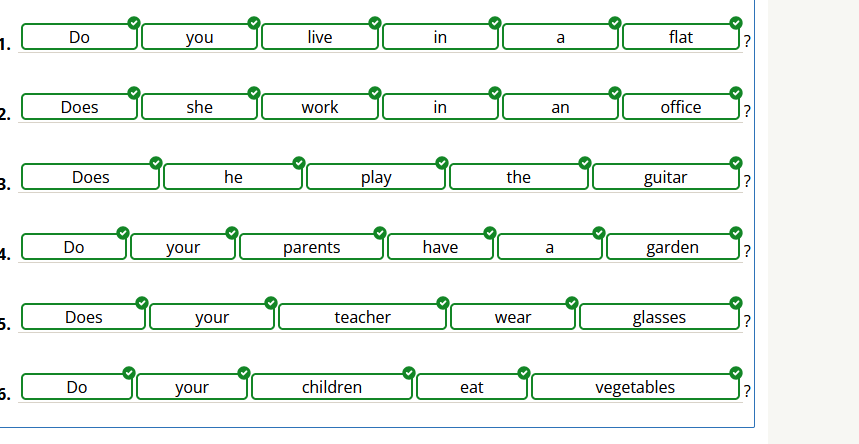 1. Do you live in a flat ?
2. Does she work in an office ?
3. Does he play the guitar ?
4. Do your parents have a garden ?
5. Does your teacher wear glasses ?
6. Do your children eat vegetables ?